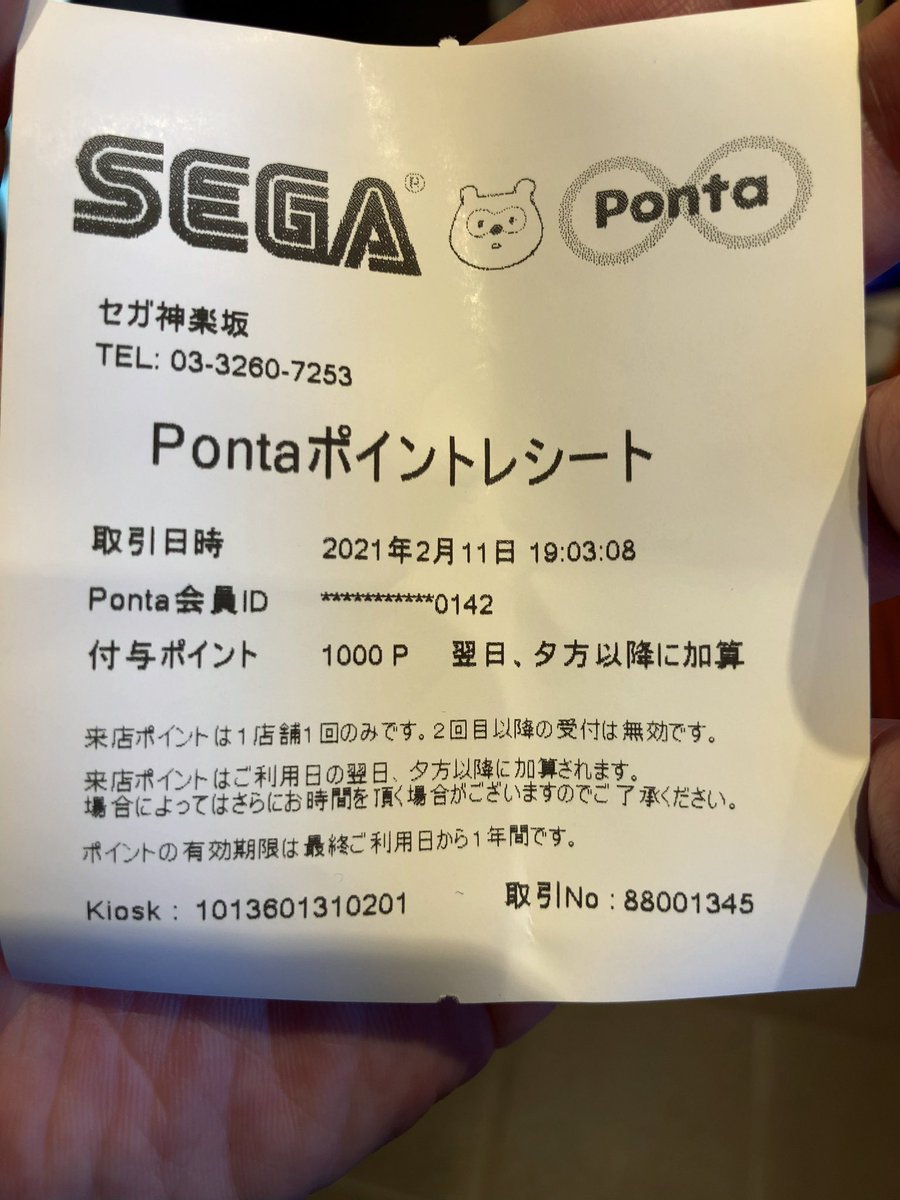 SEGA® Ponta
セガ神楽坂
TEL: 03-3260-7253
Pontaポイントレシート
取引日時 2021年2月11日 19:03:08
Ponta会員ID ***********0142
付与ポイント 1000 P 翌日、夕方以降に加算
来店ポイントは1店舗1回のみです。2回目以降の受付は無効です。
来店ポイントはご利用日の翌日、夕方以降に加算されます。
場合によってはさらにお時間を頂く場合がございますのでご了承ください。
ポイントの有効期限は最終ご利用日から1年間です。
Kiosk : 1013601310201 取引No : 88001345